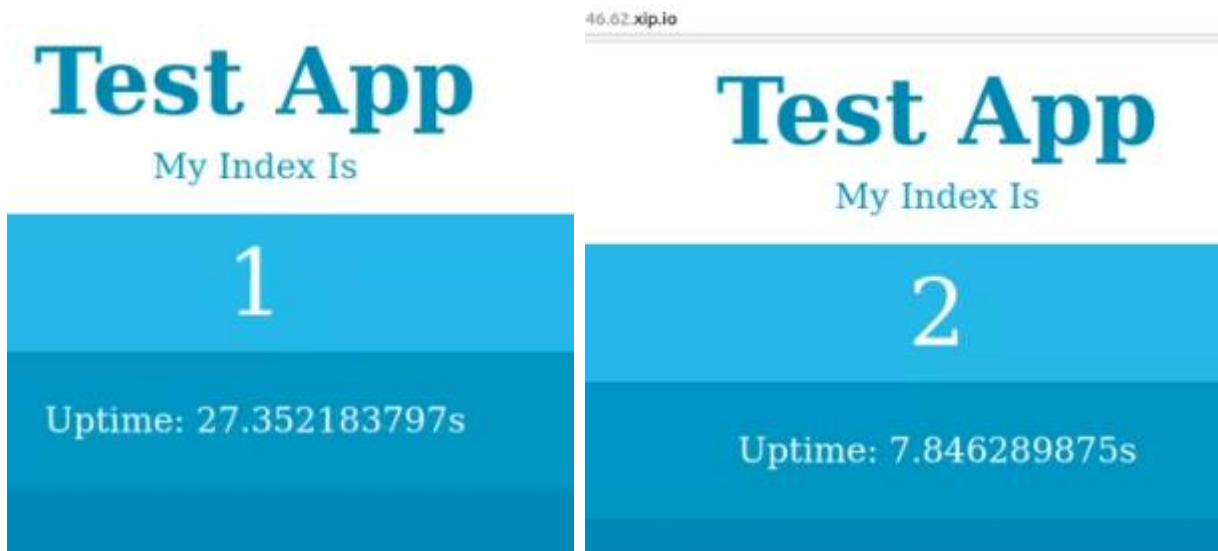 Test App
My Index Is
1
Uptime: 27.352183797s
46.62.xip.io
Test App
My Index Is
2
Uptime: 7.846289875s